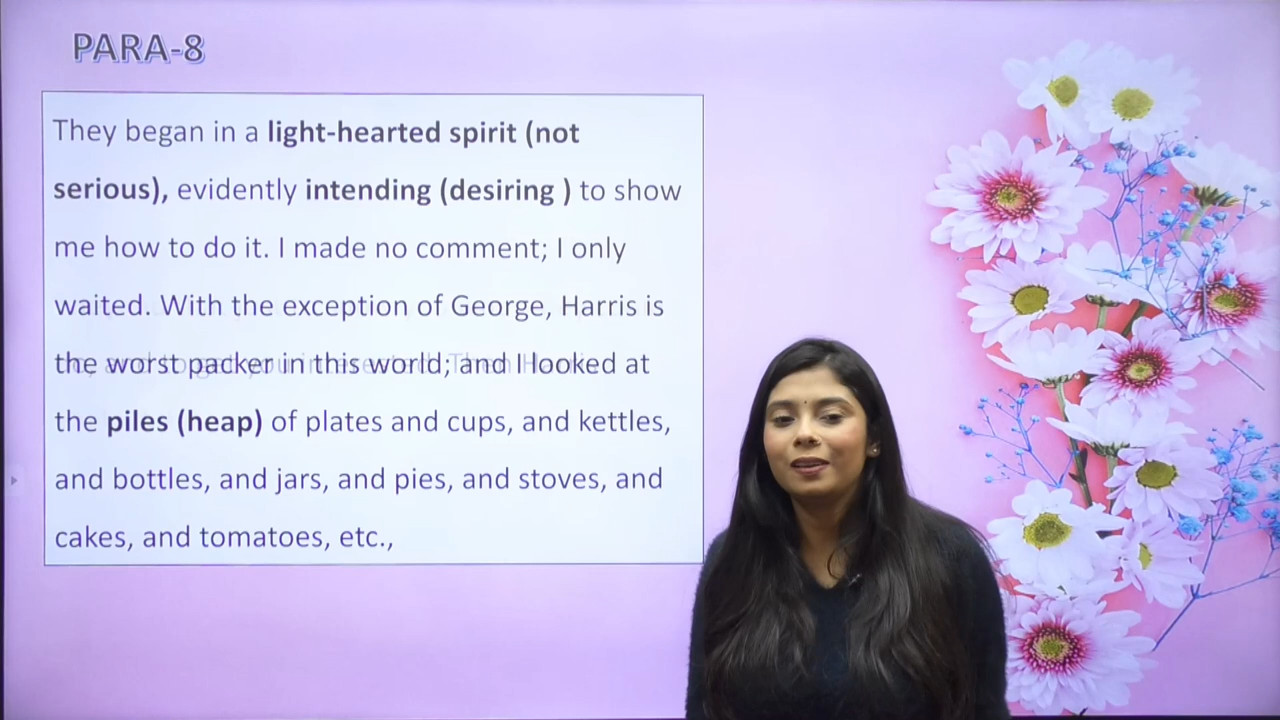 PARA-8
They began in a light-hearted spirit (not
serious), evidently intending (desiring ) to show
me how to do it. I made no comment; I only
waited. With the exception of George, Harris is
the worst packer in this world; and I looked at
the piles (heap) of plates and cups, and kettles,
and bottles, and jars, and pies, and stoves, and
cakes, and tomatoes, etc.,